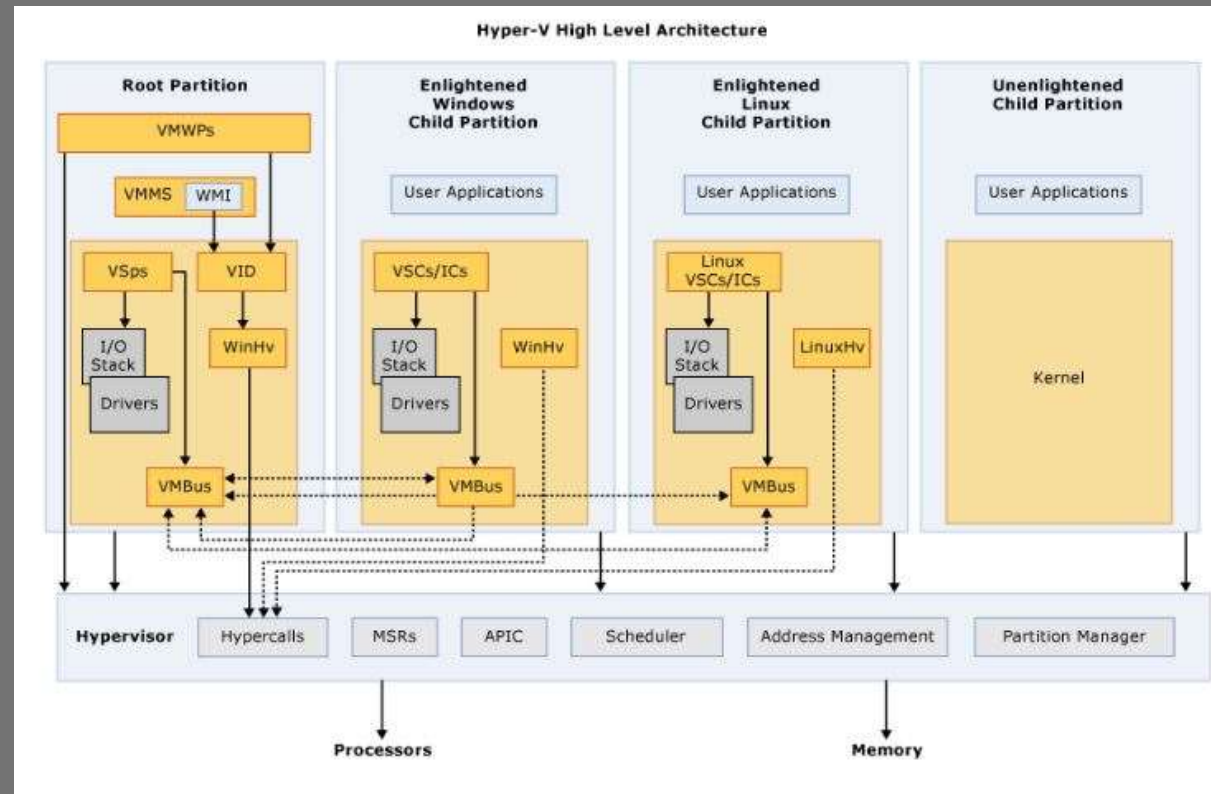 Hyper-V High Level Architecture
Root Partition
VMWPs
VMMS
WMI
VSps
VID
I/O
Stack
Drivers
WinHv
VMBus
Enlightened
Windows
Child Partition
User Applications
VSCs/ICs
I/O
Stack
Drivers
WinHv
VMBus
Enlightened
Linux
Child Partition
User Applications
Linux
VSCs/ICs
I/O
Stack
Drivers
LinuxHv
VMBus
Unenlightened
Child Partition
User Applications
Kernel
Hypervisor
Hypercalls
MSRs
APIC
Scheduler
Address Management
Partition Manager
Processors
Memory